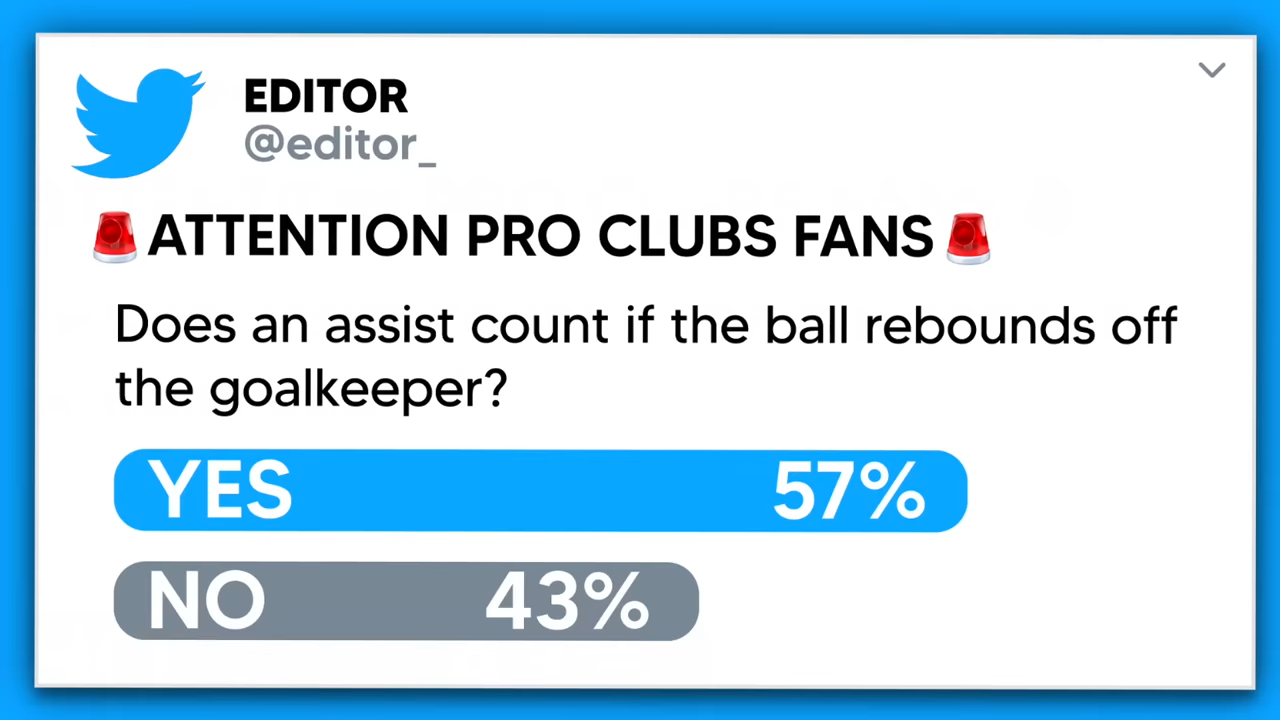 EDITOR
@editor_
🚨ATTENTION PRO CLUBS FANS🚨
Does an assist count if the ball rebounds off
the goalkeeper?
YES 57%
NO 43%